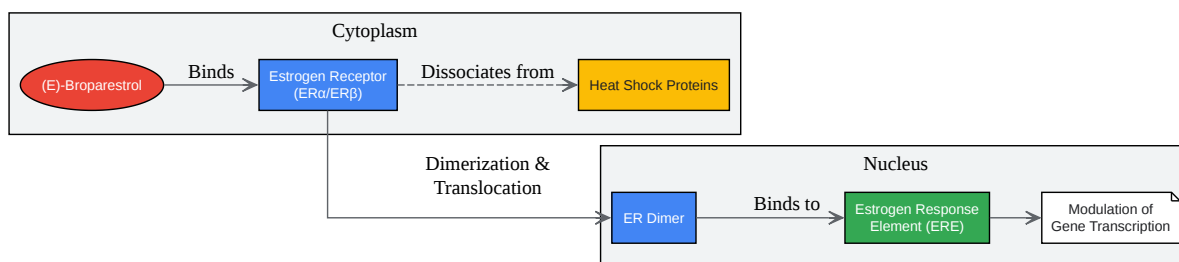 Cytoplasm
(E)-Broparestrol
Binds
Estrogen Receptor
(ERα/ERβ)
Dissociates from
Heat Shock Proteins
Dimerization &
Translocation
Nucleus
ER Dimer
Binds to
Estrogen Response
Element (ERE)
Modulation of
Gene Transcription